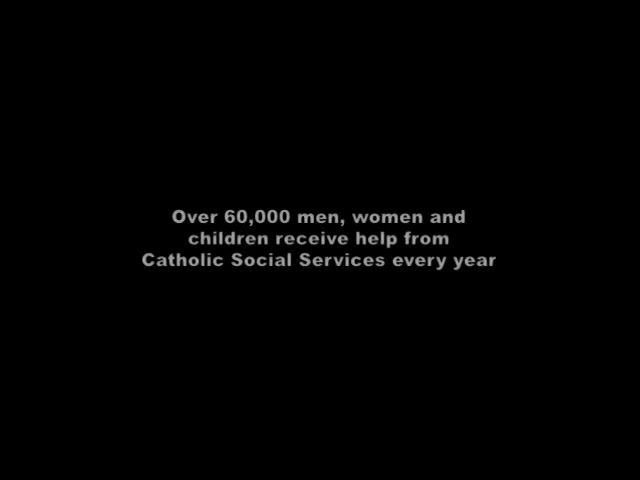 Over 60,000 men, women and
children receive help from
Catholic Social Services every year